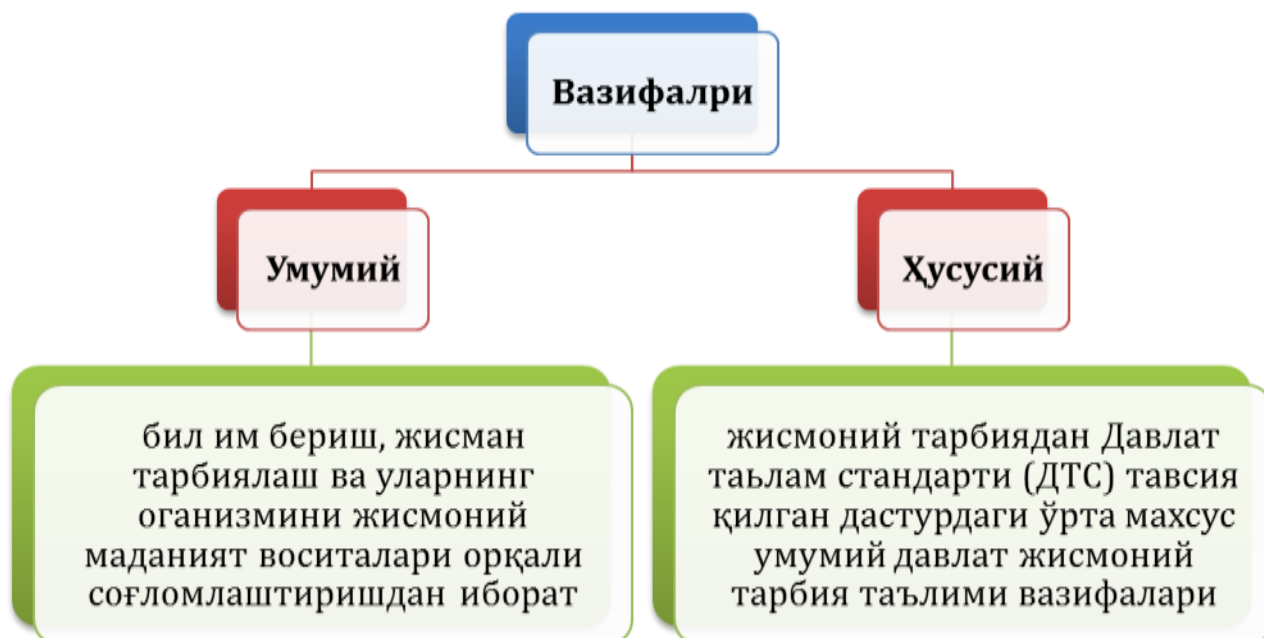 Вазифалри
Умумий
Ҳусусий
бил им бериш, жисман
тарбиялаш ва уларнинг
оганизмини жисмоний
маданият воситалари орқали
соғломлаштиришдан иборат
жисмоний тарбиядан Давлат
таьлам стандарти (ДТС) тавсия
қилган дастурдаги ўрта махсус
умумий давлат жисмоний
тарбия таълими вазифалари